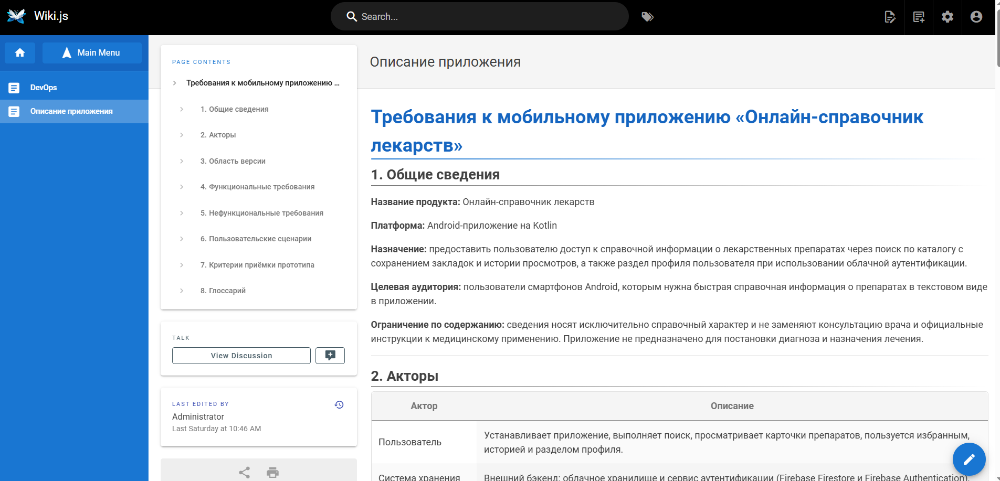 Wiki.js
Search...
Main Menu
DevOps
Описание приложения
PAGE CONTENTS
Требования к мобильному приложению ...
1. Общие сведения
2. Акторы
3. Область версии
4. Функциональные требования
5. Нефункциональные требования
6. Пользовательские сценарии
7. Критерии приёмки прототипа
8. Глоссарий
TALK
View Discussion
LAST EDITED BY
Administrator
Last Saturday at 10:46 AM
Описание приложения
Требования к мобильному приложению «Онлайн-справочник
лекарств»
1. Общие сведения
Название продукта: Онлайн-справочник лекарств
Платформа: Android-приложение на Kotlin
Назначение: предоставить пользователю доступ к справочной информации о лекарственных препаратах через поиск по каталогу с
сохранением закладок и истории просмотров, а также раздел профиля пользователя при использовании облачной аутентификации.
Целевая аудитория: пользователи смартфонов Android, которым нужна быстрая справочная информация о препаратах в текстовом виде
в приложении.
Ограничение по содержанию: сведения носят исключительно справочный характер и не заменяют консультацию врача и официальные
инструкции к медицинскому применению. Приложение не предназначено для постановки диагноза и назначения лечения.
2. Акторы
Актор
Описание
Пользователь
Устанавливает приложение, выполняет поиск, просматривает карточки препаратов, пользуется избранным,
историей и разделом профиля.
Система хранения
Внешний бэкенд: облачное хранилище и сервис аутентификации (Firebase Firestore и Firebase Authentication).